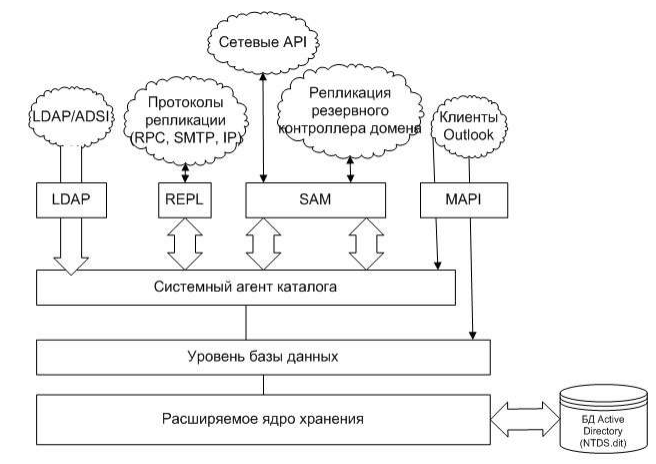 Сетевые API
LDAP/ADSI
Протоколы
репликации
(RPC, SMTP, IP,)
Репликация
резервного
контроллера домена
Клиенты
Outlook
LDAP
REPL
SAM
MAPI
Системный агент каталога
Уровень базы данных
Расширяемое ядро хранения
БД Active
Directory
(NTDS.dit)